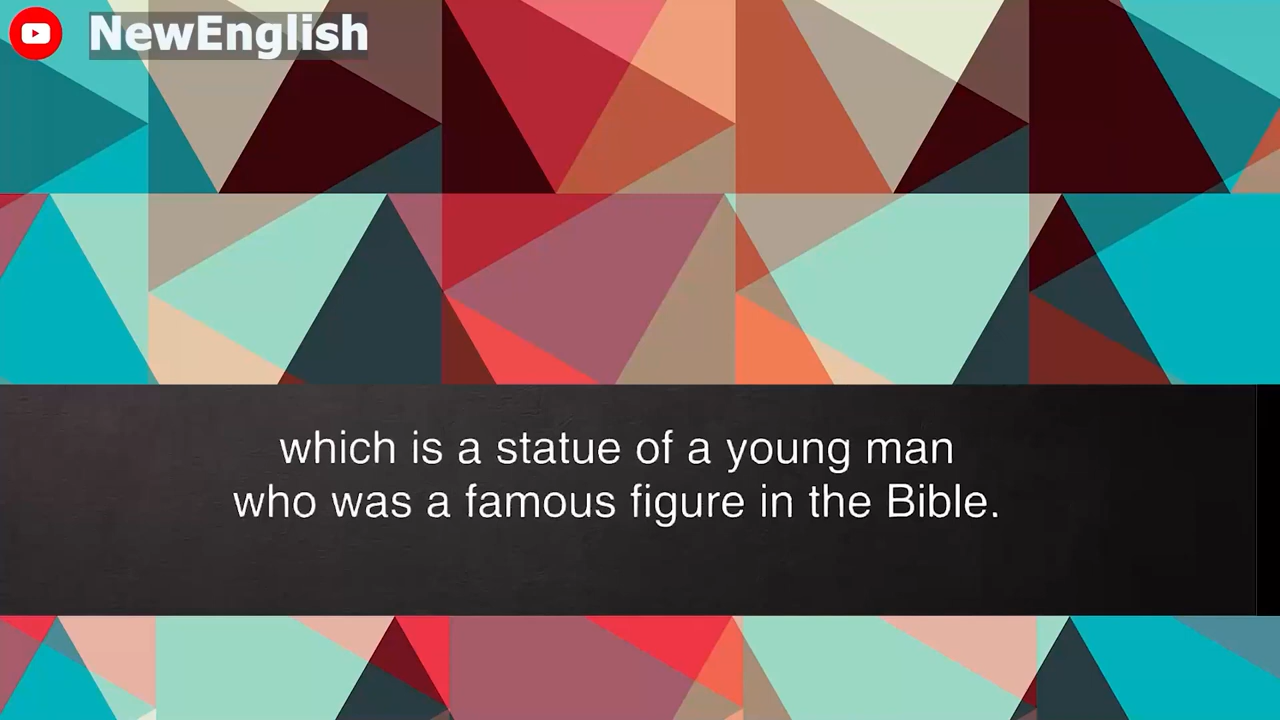 NewEnglish
which is a statue of a young man
who was a famous figure in the Bible.